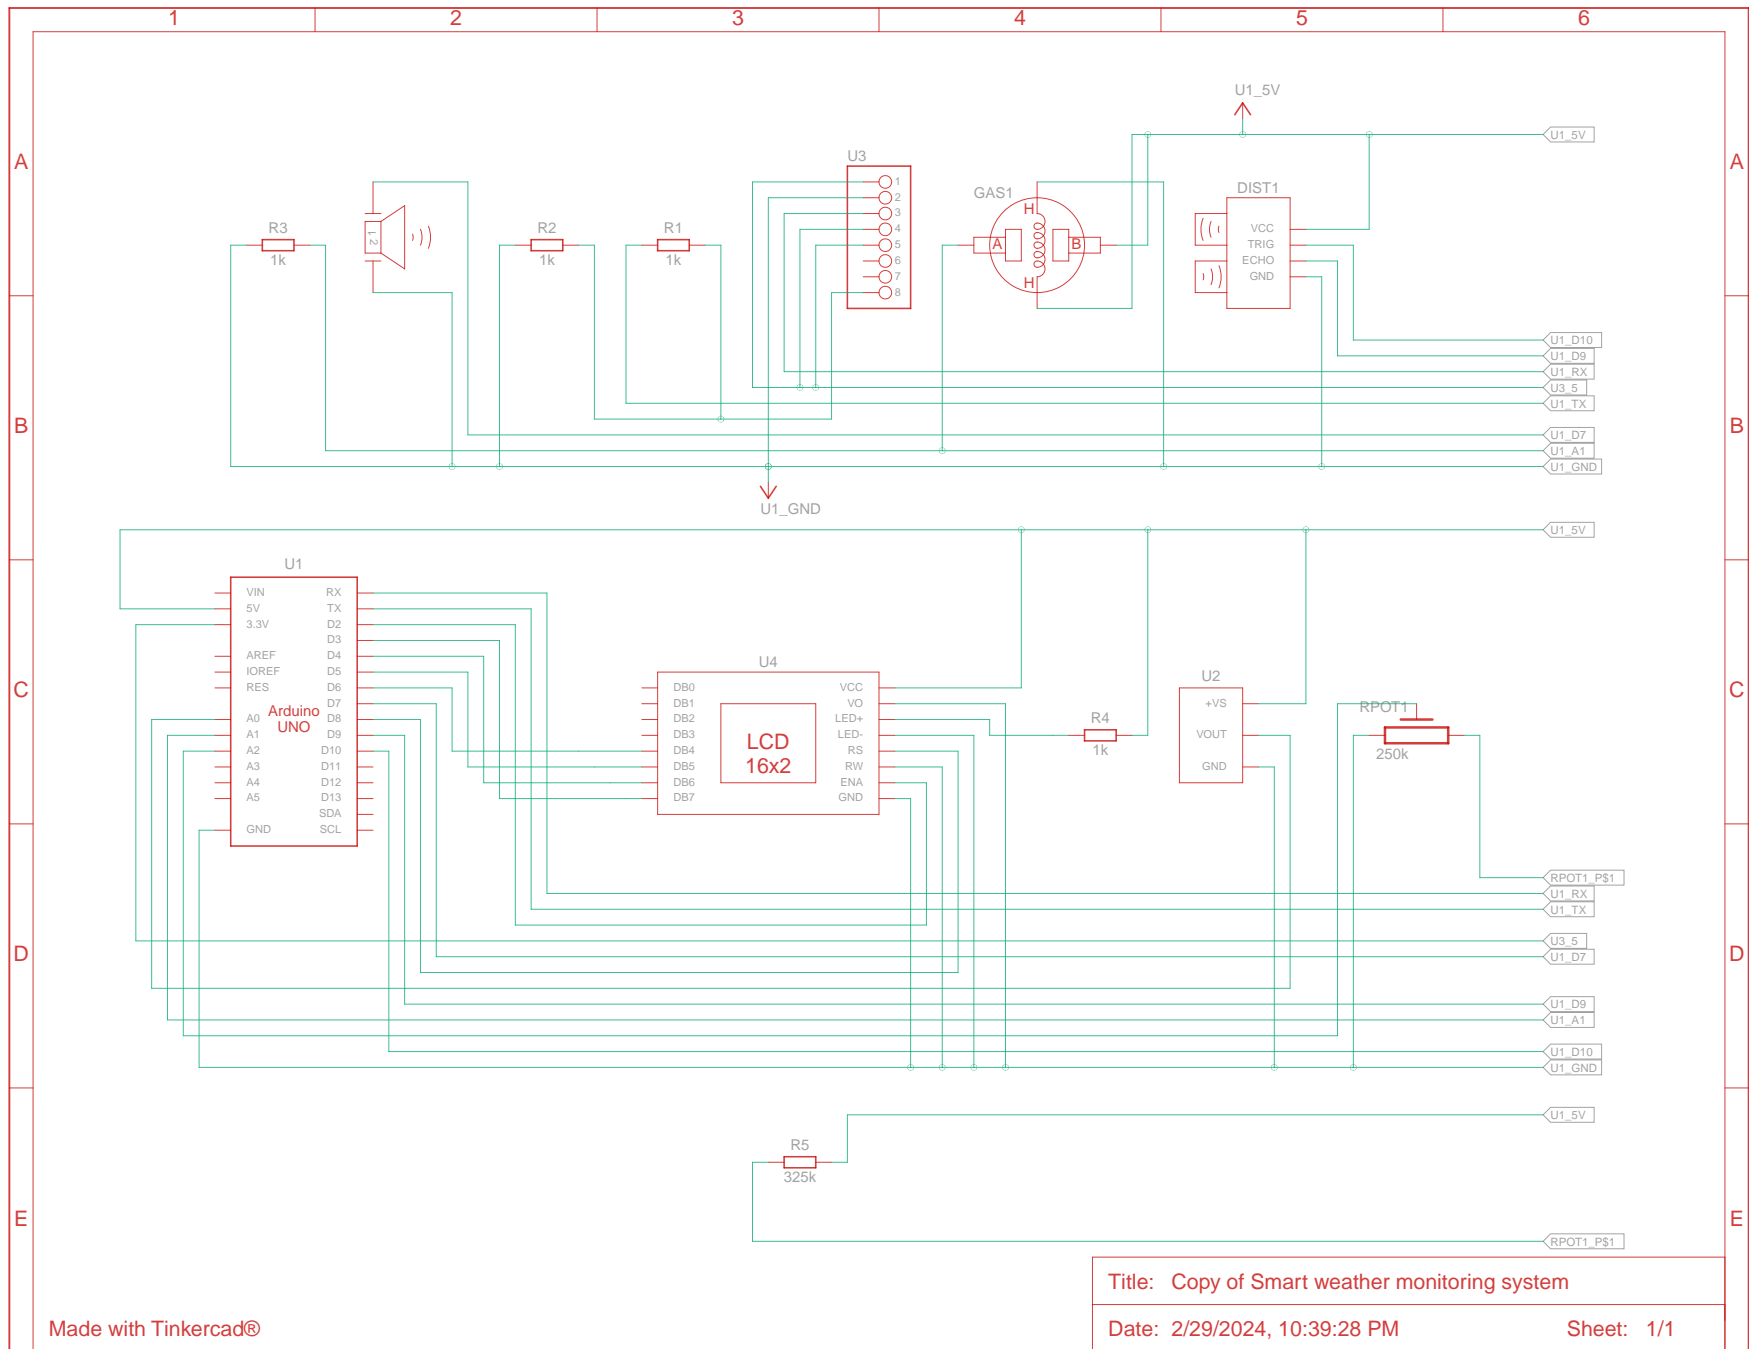 1 2 3 4 5 6
A A
B B
C C
D D
E E
U1_5V
U1_5V
U3
1
2
3
4
5
6
7
8
GAS1
H
A B
H
DIST1
VCC
TRIG
ECHO
GND
R3
1k
1 2
R2
1k
R1
1k
U1_D10
U1_D9
U1_RX
U3_5
U1_TX
U1_D7
U1_A1
U1_GND
U1_GND
U1_5V
U1
VIN RX
5V TX
3.3V D2
D3
AREF D4
IOREF D5
RES D6
D7
Arduino
UNO
A0 D8
A1 D9
A2 D10
A3 D11
A4 D12
A5 D13
SDA
GND SCL
U4
DB0 VCC
DB1 VO
DB2 LED+
DB3 LED-
DB4 RS
DB5 RW
DB6 ENA
DB7 GND
LCD
16x2
R4
1k
U2
+VS
VOUT
GND
RPOT1
250k
RPOT1_P$1
U1_RX
U1_TX
U3_5
U1_D7
U1_D9
U1_A1
U1_D10
U1_GND
U1_5V
R5
325k
RPOT1_P$1
Title: Copy of Smart weather monitoring system
Made with Tinkercad®
Date: 2/29/2024, 10:39:28 PM Sheet: 1/1